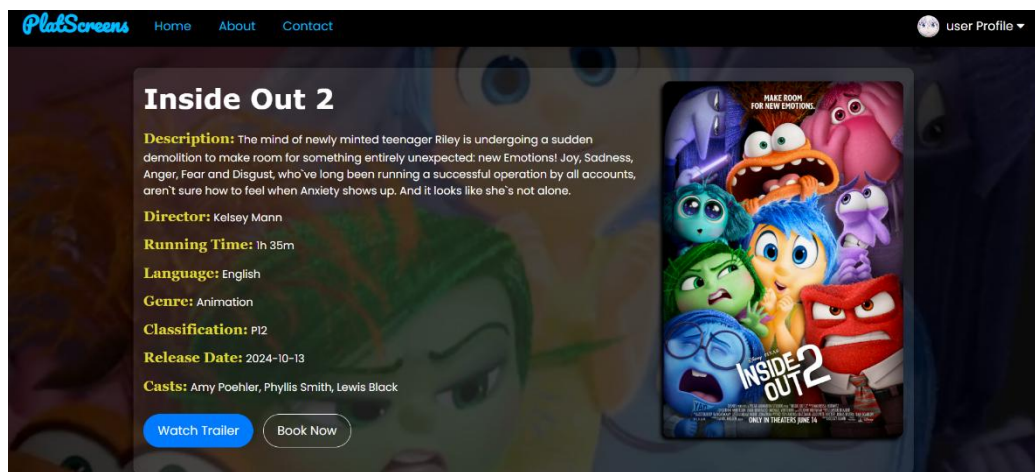 PlatScreens Home About Contact user Profile
Inside Out 2
Description: The mind of newly minted teenager Riley is undergoing a sudden
demolition to make room for something entirely unexpected: new Emotions! Joy, Sadness,
Anger, Fear and Disgust, who`ve long been running a successful operation by all accounts,
aren`t sure how to feel when Anxiety shows up. And it looks like she`s not alone.
Director: Kelsey Mann
Running Time: 1h 35m
Language: English
Genre: Animation
Classification: P12
Release Date: 2024-10-13
Casts: Amy Poehler, Phyllis Smith, Lewis Black
Watch Trailer Book Now
MAKE ROOM
FOR NEW EMOTIONS.
Disney PIXAR
INSIDE
OUT 2
ONLY IN THEATERS JUNE 14